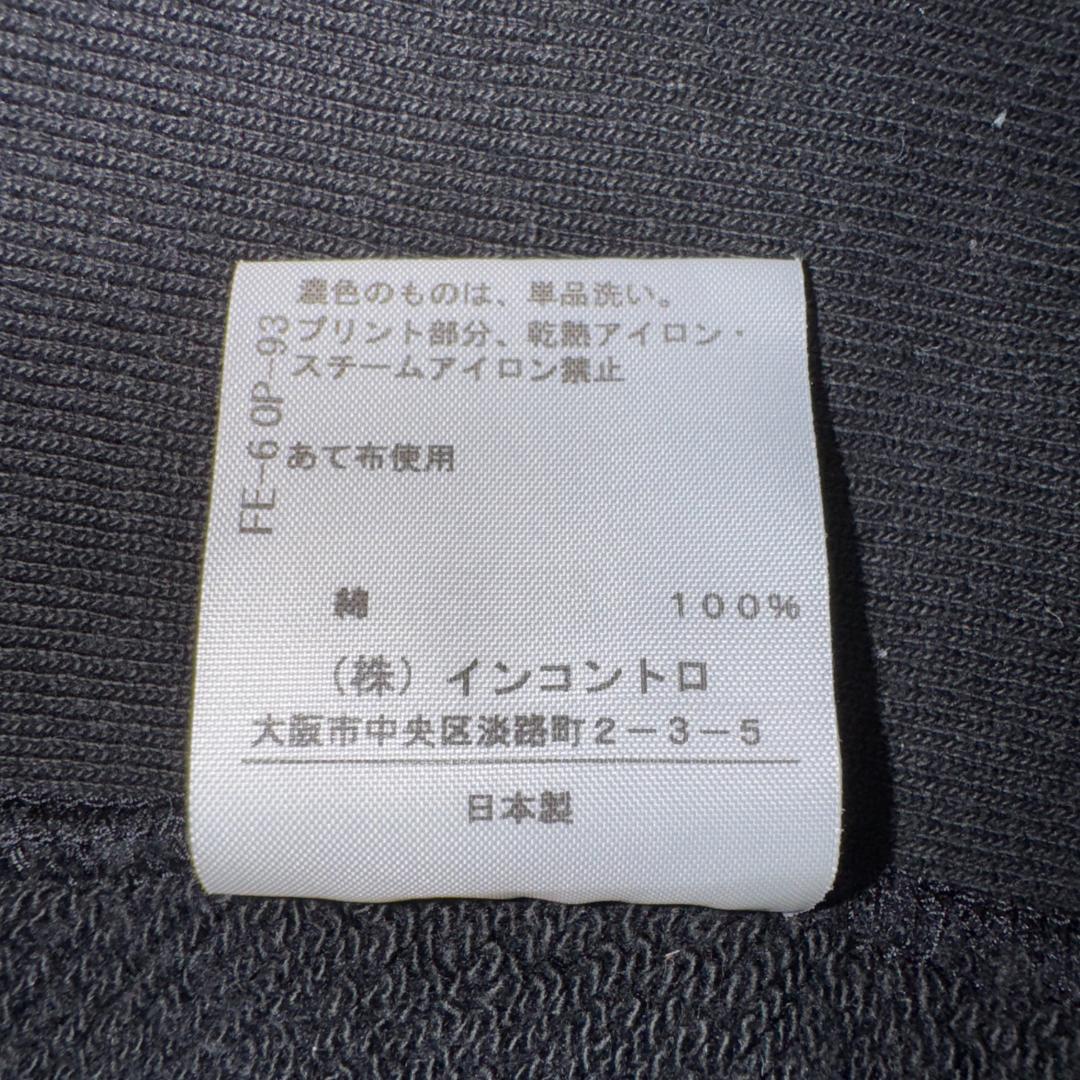 濃色のものは、単品洗い。
プリント部分、乾熱アイロン・
スチームアイロン禁止
あて布使用
FE-6 0P-93
綿 100%
(株)インコントロ
大阪市中央区淡路町2-3-5
日本製